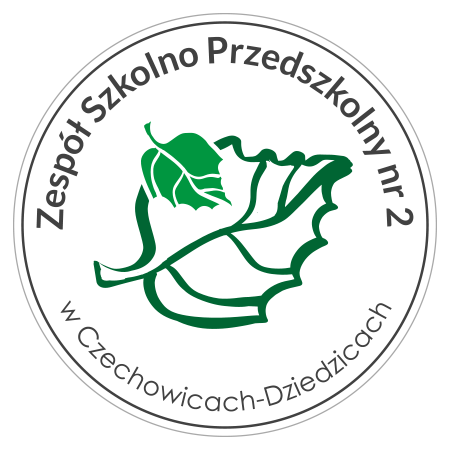 Zespół Szkolno Przedszkolny nr 2
w Czechowicach-Dziedzicach